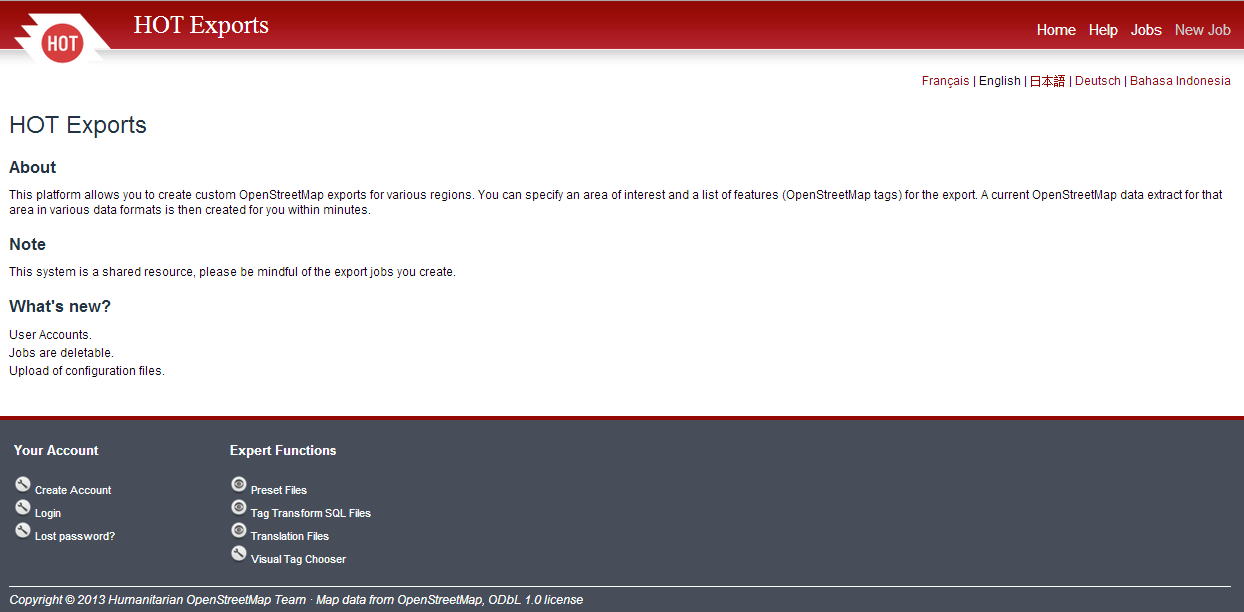 HOT
HOT Exports
Home Help Jobs New Job
Français | English | 日本語 | Deutsch | Bahasa Indonesia
HOT Exports
About
This platform allows you to create custom OpenStreetMap exports for various regions. You can specify an area of interest and a list of features (OpenStreetMap tags) for the export. A current OpenStreetMap data extract for that
area in various data formats is then created for you within minutes.
Note
This system is a shared resource, please be mindful of the export jobs you create.
What's new?
User Accounts.
Jobs are deletable.
Upload of configuration files.
Your Account
Create Account
Login
Lost password?
Expert Functions
Preset Files
Tag Transform SQL Files
Translation Files
Visual Tag Chooser
Copyright © 2013 Humanitarian OpenStreetMap Team · Map data from OpenStreetMap, ODbL 1.0 license